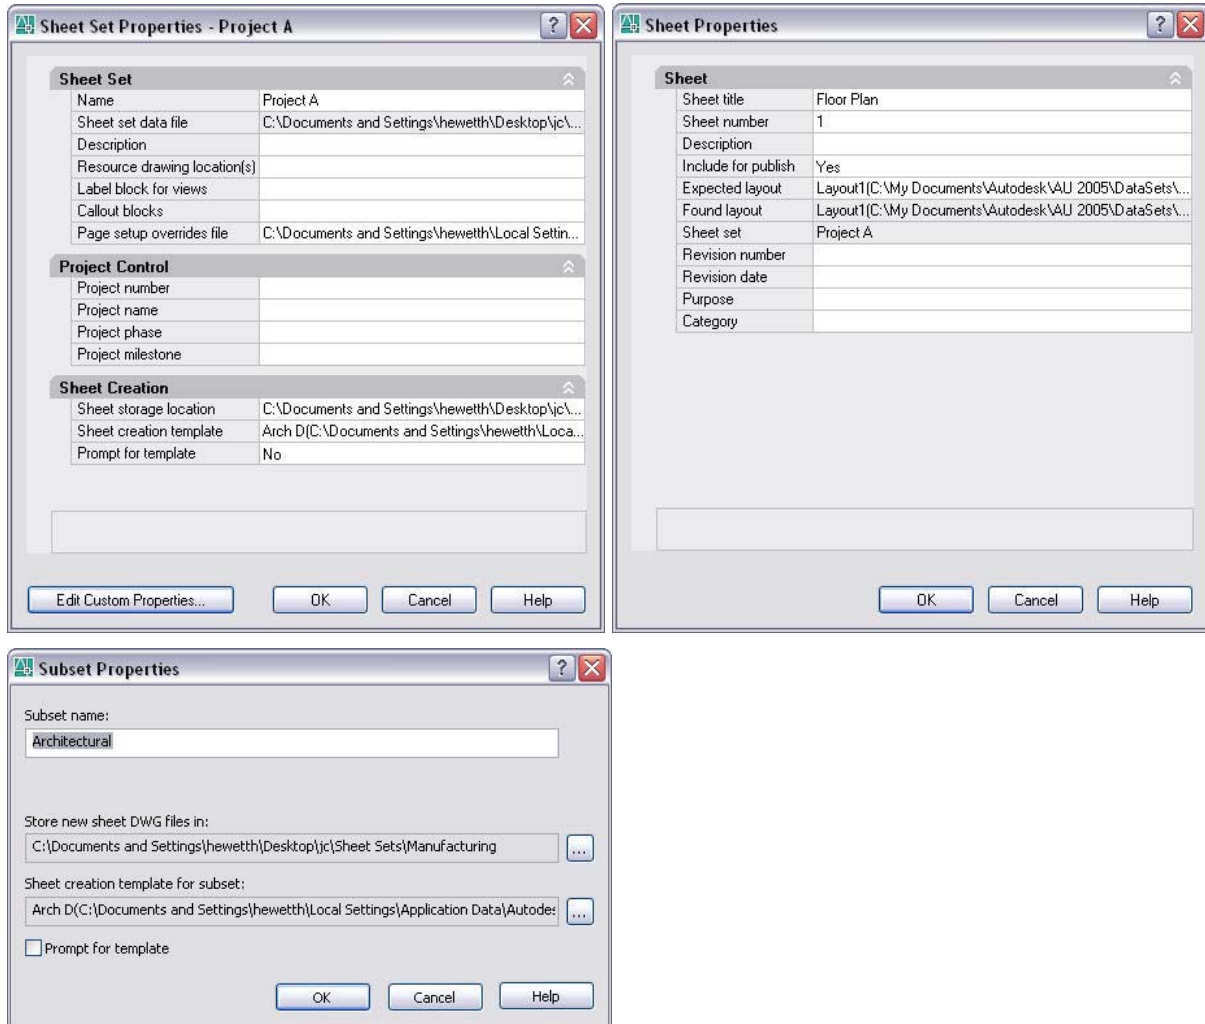 Sheet Set Properties - Project A
Sheet Set
Name Project A
Sheet set data file C:\Documents and Settings\hewetth\Desktop\jc\...
Description
Resource drawing location(s)
Label block for views
Callout blocks
Page setup overrides file C:\Documents and Settings\hewetth\Local Settin...
Project Control
Project number
Project name
Project phase
Project milestone
Sheet Creation
Sheet storage location C:\Documents and Settings\hewetth\Desktop\jc\...
Sheet creation template Arch D(C:\Documents and Settings\hewetth\Loca...
Prompt for template No
Edit Custom Properties... OK Cancel Help
Sheet Properties
Sheet
Sheet title Floor Plan
Sheet number 1
Description
Include for publish Yes
Expected layout Layout1(C:\My Documents\Autodesk\AU 2005\DataSets\...
Found layout Layout1(C:\My Documents\Autodesk\AU 2005\DataSets\...
Sheet set Project A
Revision number
Revision date
Purpose
Category
OK Cancel Help
Subset Properties
Subset name:
Architectural
Store new sheet DWG files in:
C:\Documents and Settings\hewetth\Desktop\jc\Sheet Sets\Manufacturing ...
Sheet creation template for subset:
Arch D(C:\Documents and Settings\hewetth\Local Settings\Application Data\Autodes ...
Prompt for template
OK Cancel Help